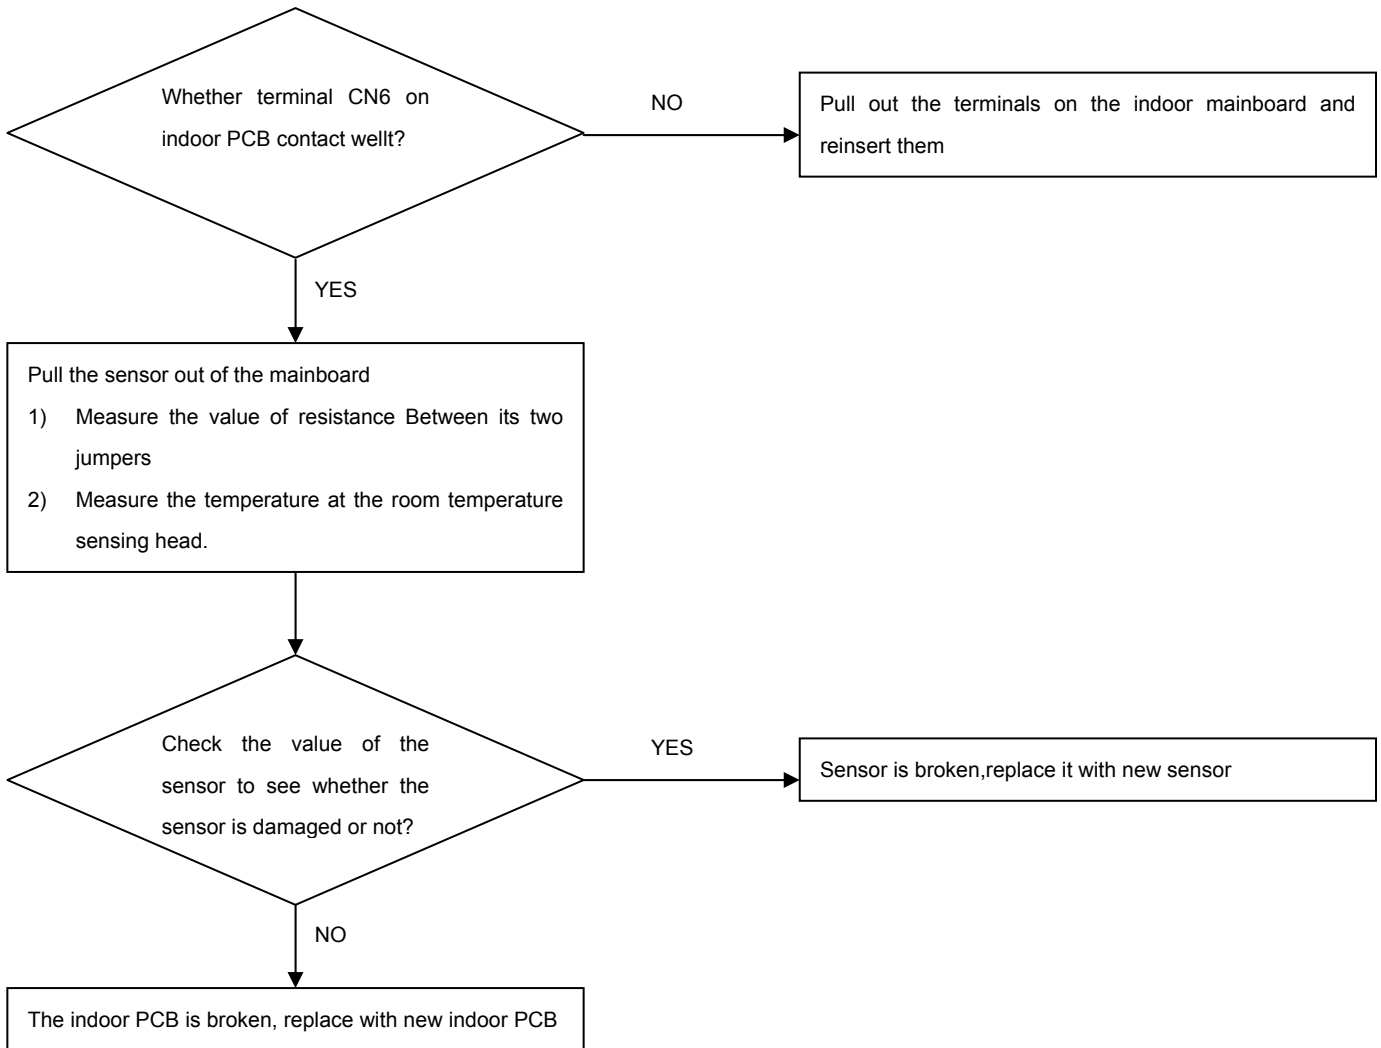 Whether terminal CN6 on
indoor PCB contact wellt?
NO
Pull out the terminals on the indoor mainboard and
reinsert them
YES
Pull the sensor out of the mainboard
1) Measure the value of resistance Between its two
jumpers
2) Measure the temperature at the room temperature
sensing head.
Check the value of the
sensor to see whether the
sensor is damaged or not?
YES
Sensor is broken,replace it with new sensor
NO
The indoor PCB is broken, replace with new indoor PCB